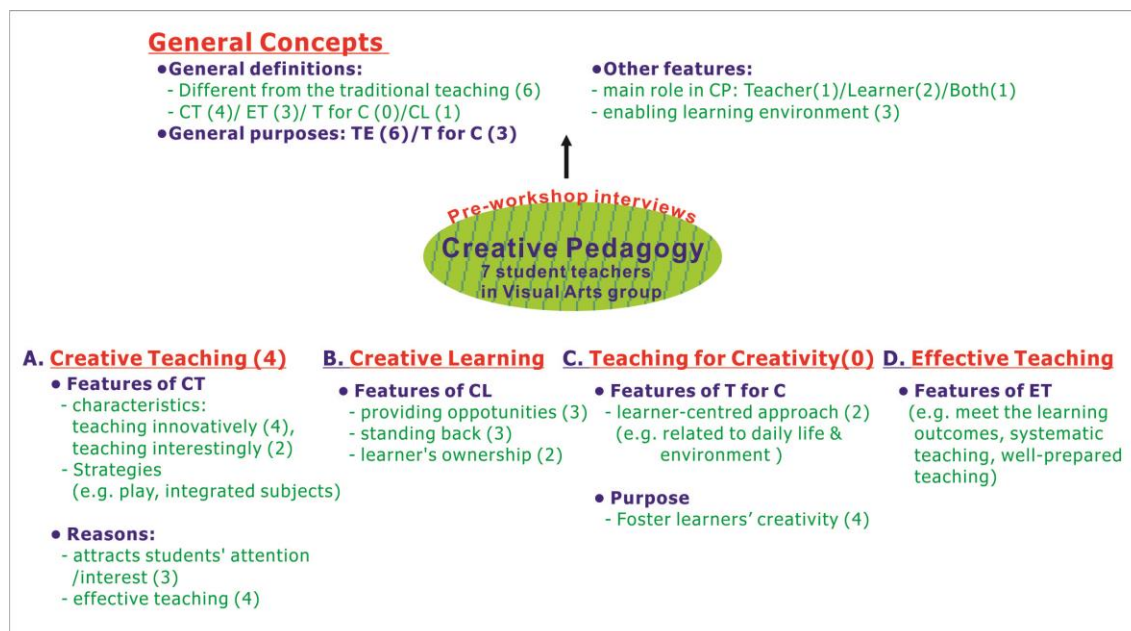 General Concepts
●General definitions:
- Different from the traditional teaching (6)
- CT (4)/ ET (3)/ T for C (0)/CL (1)
●General purposes: TE (6)/T for C (3)
●Other features:
- main role in CP: Teacher(1)/Learner(2)/Both(1)
- enabling learning environment (3)
Pre-workshop interviews
Creative Pedagogy
7 student teachers
in Visual Arts group
A. Creative Teaching (4)
● Features of CT
- characteristics:
teaching innovatively (4),
teaching interestingly (2)
- Strategies
(e.g. play, integrated subjects)
● Reasons:
- attracts students' attention
/interest (3)
- effective teaching (4)
B. Creative Learning
● Features of CL
- providing oppotunities (3)
- standing back (3)
- learner's ownership (2)
C. Teaching for Creativity(0)
● Features of T for C
- learner-centred approach (2)
(e.g. related to daily life &
environment )
● Purpose
- Foster learners’ creativity (4)
D. Effective Teaching
● Features of ET
(e.g. meet the learning
outcomes, systematic
teaching, well-prepared
teaching)